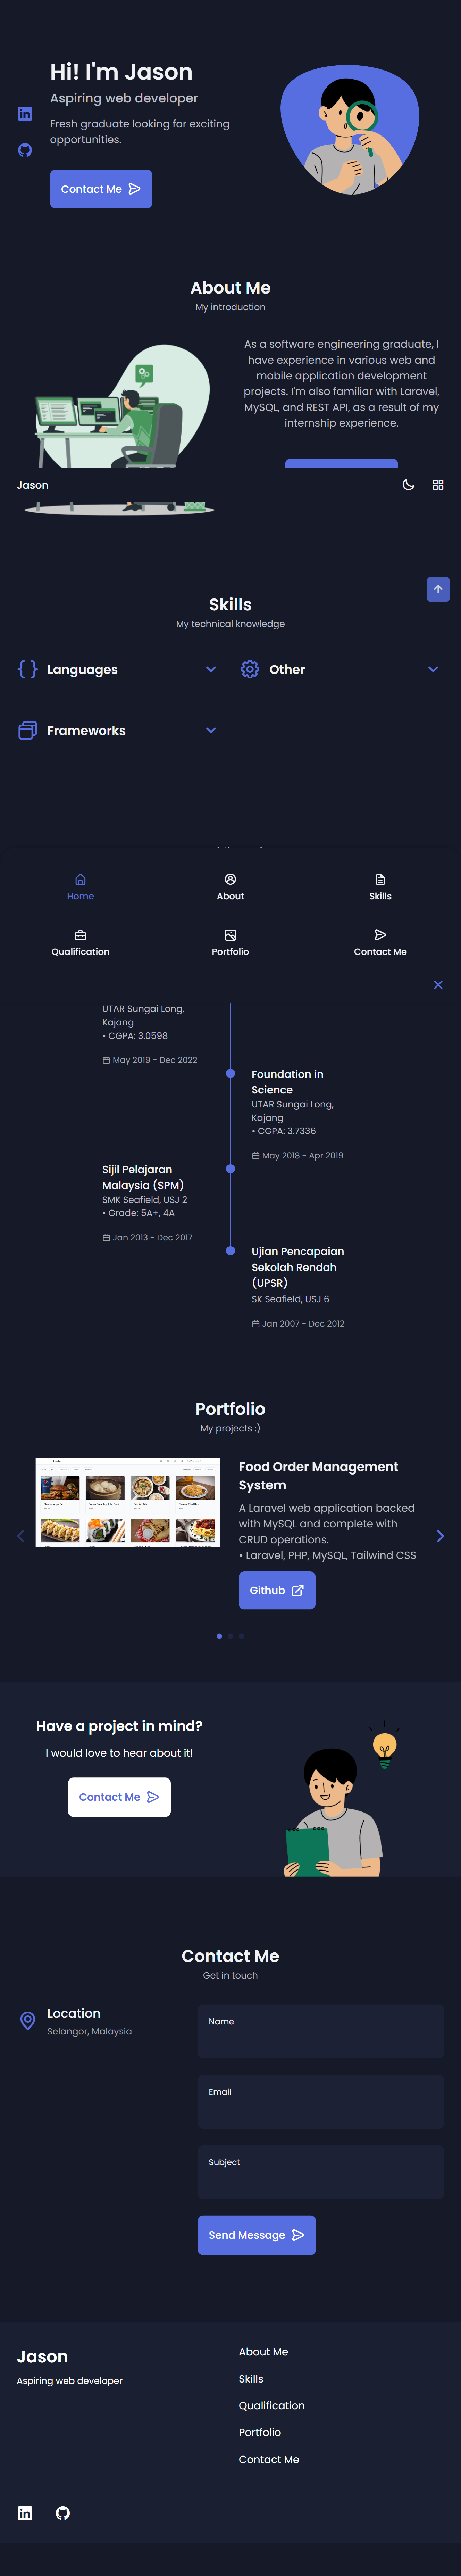 Hi! I'm Jason
Aspiring web developer
Fresh graduate looking for exciting
opportunities.
Contact Me
About Me
My introduction
As a software engineering graduate, I
have experience in various web and
mobile application development
projects. I'm also familiar with Laravel,
MySQL, and REST API, as a result of my
internship experience.
Jason
Skills
My technical knowledge
Languages
Other
Frameworks
Home
About
Skills
Qualification
Portfolio
Contact Me
UTAR Sungai Long,
Kajang
• CGPA: 3.0598
May 2019 - Dec 2022
Foundation in
Science
UTAR Sungai Long,
Kajang
• CGPA: 3.7336
May 2018 - Apr 2019
Sijil Pelajaran
Malaysia (SPM)
SMK Seafield, USJ 2
• Grade: 5A+, 4A
Jan 2013 - Dec 2017
Ujian Pencapaian
Sekolah Rendah
(UPSR)
SK Seafield, USJ 6
Jan 2007 - Dec 2012
Portfolio
My projects :)
Food Order Management
System
A Laravel web application backed
with MySQL and complete with
CRUD operations.
• Laravel, PHP, MySQL, Tailwind CSS
Github
Have a project in mind?
I would love to hear about it!
Contact Me
Contact Me
Get in touch
Location
Selangor, Malaysia
Name
Email
Subject
Send Message
Jason
Aspiring web developer
About Me
Skills
Qualification
Portfolio
Contact Me